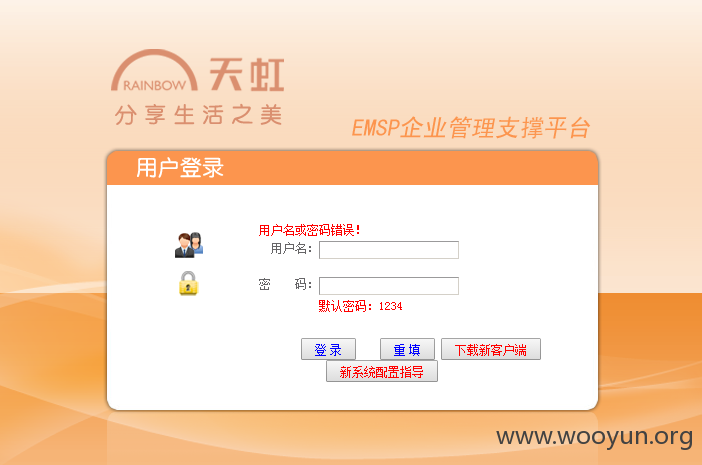 RAINBOW 天虹
分享生活之美
EMSP企业管理支撑平台
用户登录
用户名或密码错误!
用户名:
密 码:
默认密码：1234
登 录 重 填 下载新客户端
新系统配置指导
www.wooyun.org